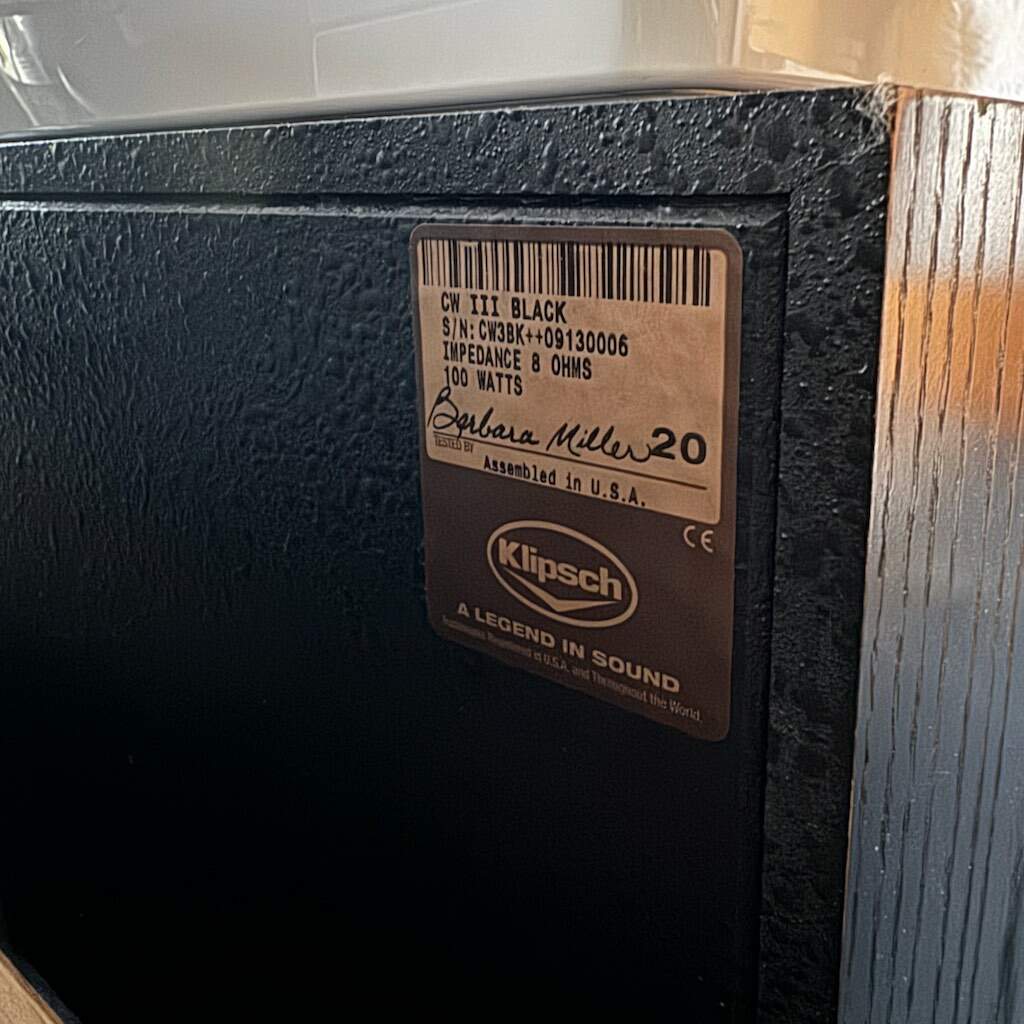 CW III BLACK
S/N: CW3BK++09130006
IMPEDANCE 8 OHMS
100 WATTS
Barbara Miller 20
TESTED BY
Assembled in U.S.A.
CE
Klipsch
A LEGEND IN SOUND
Trademarks Registered in U.S.A. and Throughout the World.